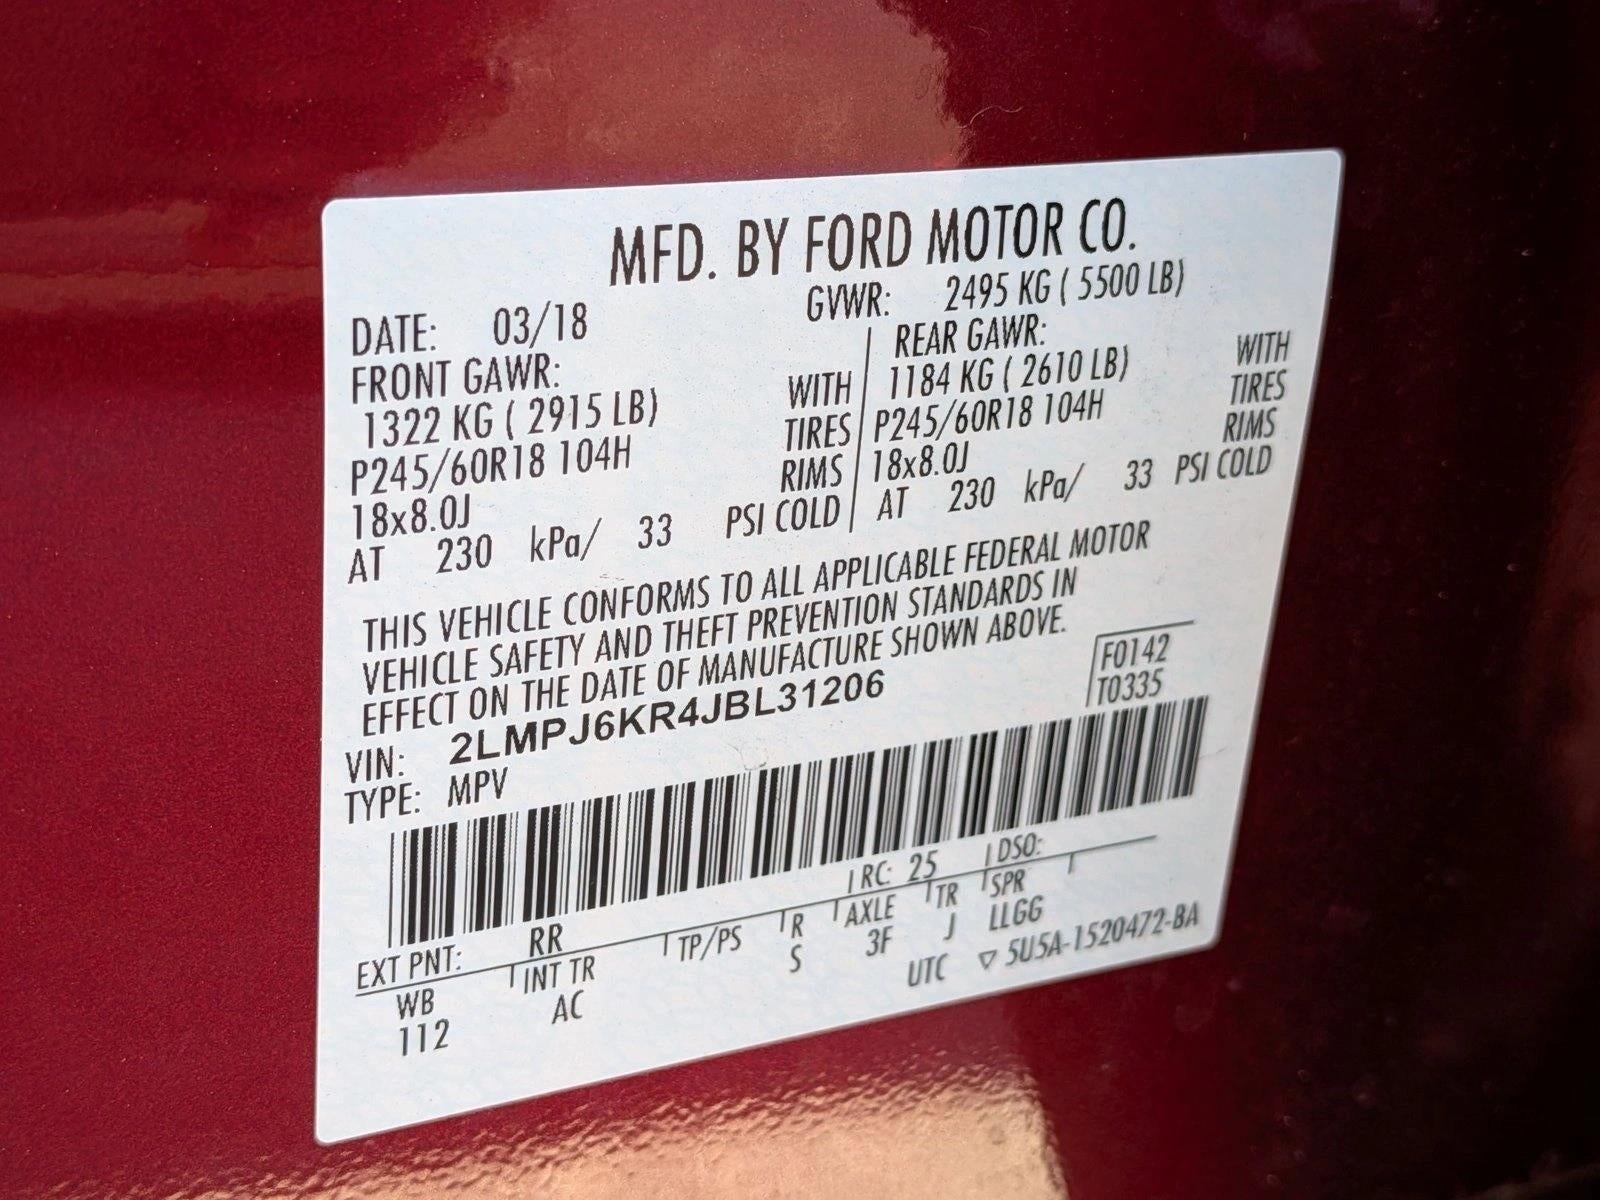 MFD. BY FORD MOTOR CO.
DATE: 03/18 GVWR: 2495 KG ( 5500 LB)
FRONT GAWR: REAR GAWR:
1322 KG ( 2915 LB) WITH 1184 KG ( 2610 LB) WITH
P245/60R18 104H TIRES P245/60R18 104H TIRES
18x8.0J RIMS 18x8.0J RIMS
AT 230 kPa/ 33 PSI COLD AT 230 kPa/ 33 PSI COLD
THIS VEHICLE CONFORMS TO ALL APPLICABLE FEDERAL MOTOR
VEHICLE SAFETY AND THEFT PREVENTION STANDARDS IN
EFFECT ON THE DATE OF MANUFACTURE SHOWN ABOVE.
F0142
T0335
VIN: 2LMPJ6KR4JBL31206
TYPE: MPV
EXT PNT: RR RC: 25 DSO:
WB INT TR TP/PS R AXLE TR SPR
112 AC S 3F J LLGG
UTC ▽ 5U5A-1520472-BA